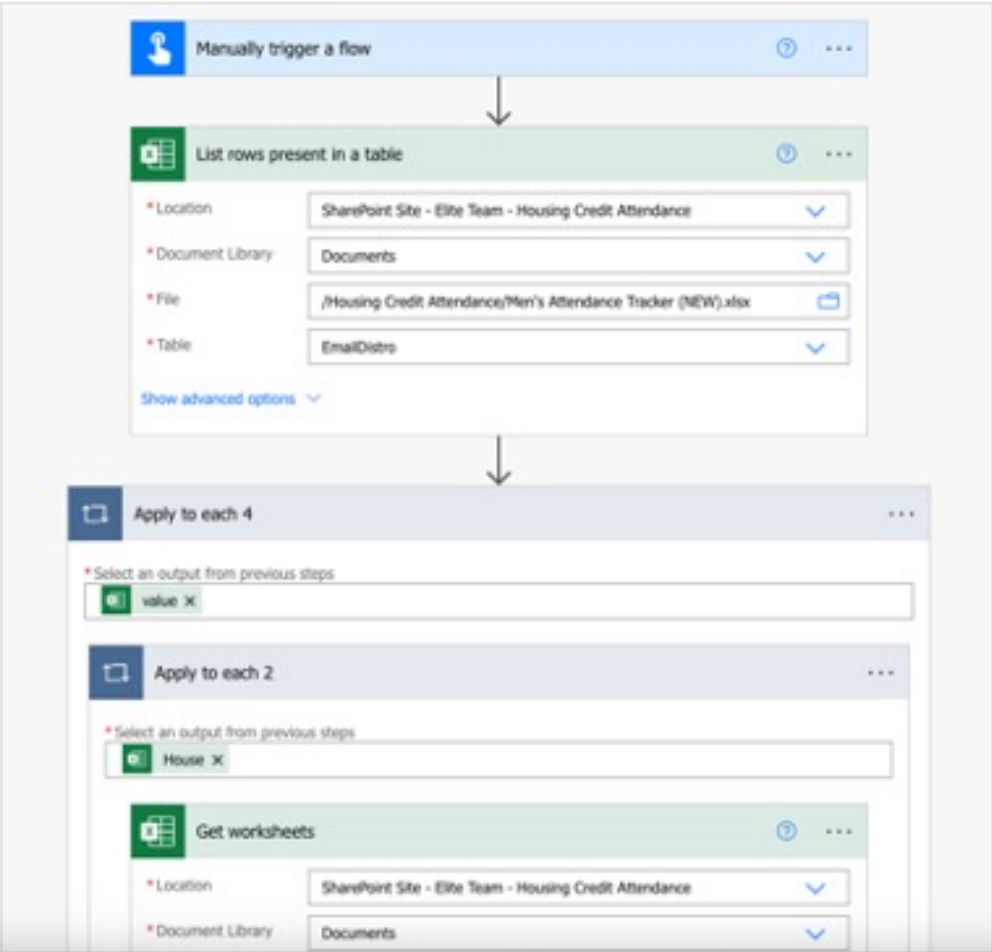 Manually trigger a flow
List rows present in a table
*Location SharePoint Site - Elite Team - Housing Credit Attendance
*Document Library Documents
*File /Housing Credit Attendance/Men's Attendance Tracker (NEW).xlsx
*Table EmailDistro
Show advanced options
Apply to each 4
*Select an output from previous steps
value
Apply to each 2
*Select an output from previous steps
House
Get worksheets
*Location SharePoint Site - Elite Team - Housing Credit Attendance
*Document Library Documents